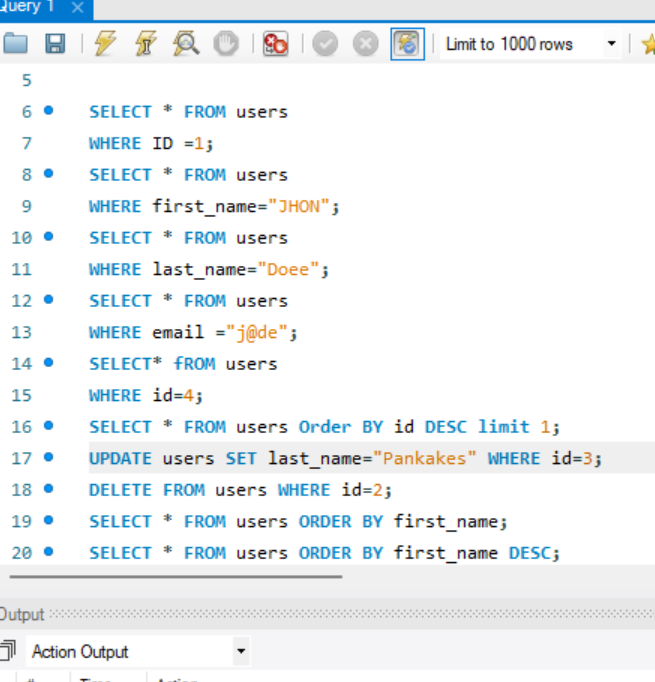 Query 1
Limit to 1000 rows
5
6 SELECT * FROM users
7 WHERE ID =1;
8 SELECT * FROM users
9 WHERE first_name="JHON";
10 SELECT * FROM users
11 WHERE last_name="Doee";
12 SELECT * FROM users
13 WHERE email ="j@de";
14 SELECT* fROM users
15 WHERE id=4;
16 SELECT * FROM users Order BY id DESC limit 1;
17 UPDATE users SET last_name="Pankakes" WHERE id=3;
18 DELETE FROM users WHERE id=2;
19 SELECT * FROM users ORDER BY first_name;
20 SELECT * FROM users ORDER BY first_name DESC;
Output
Action Output
# Time Action